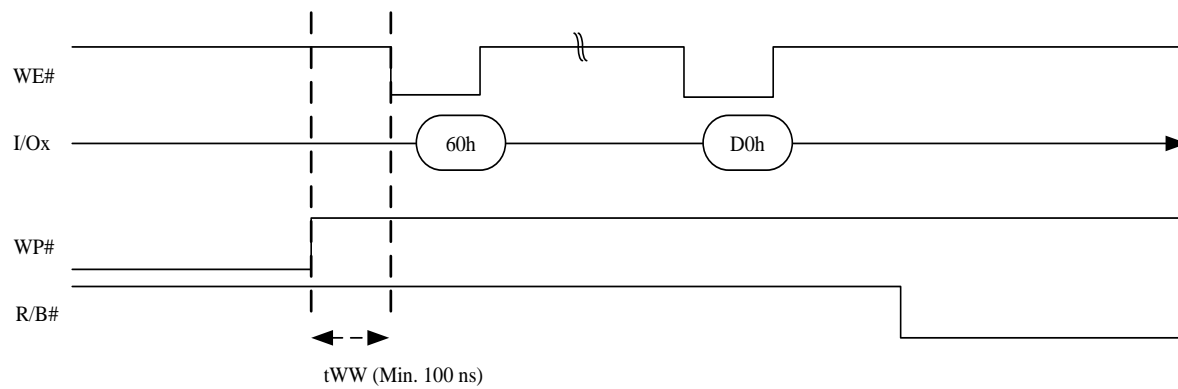 WE#
I/Ox
60h
D0h
WP#
R/B#
tWW (Min. 100 ns)